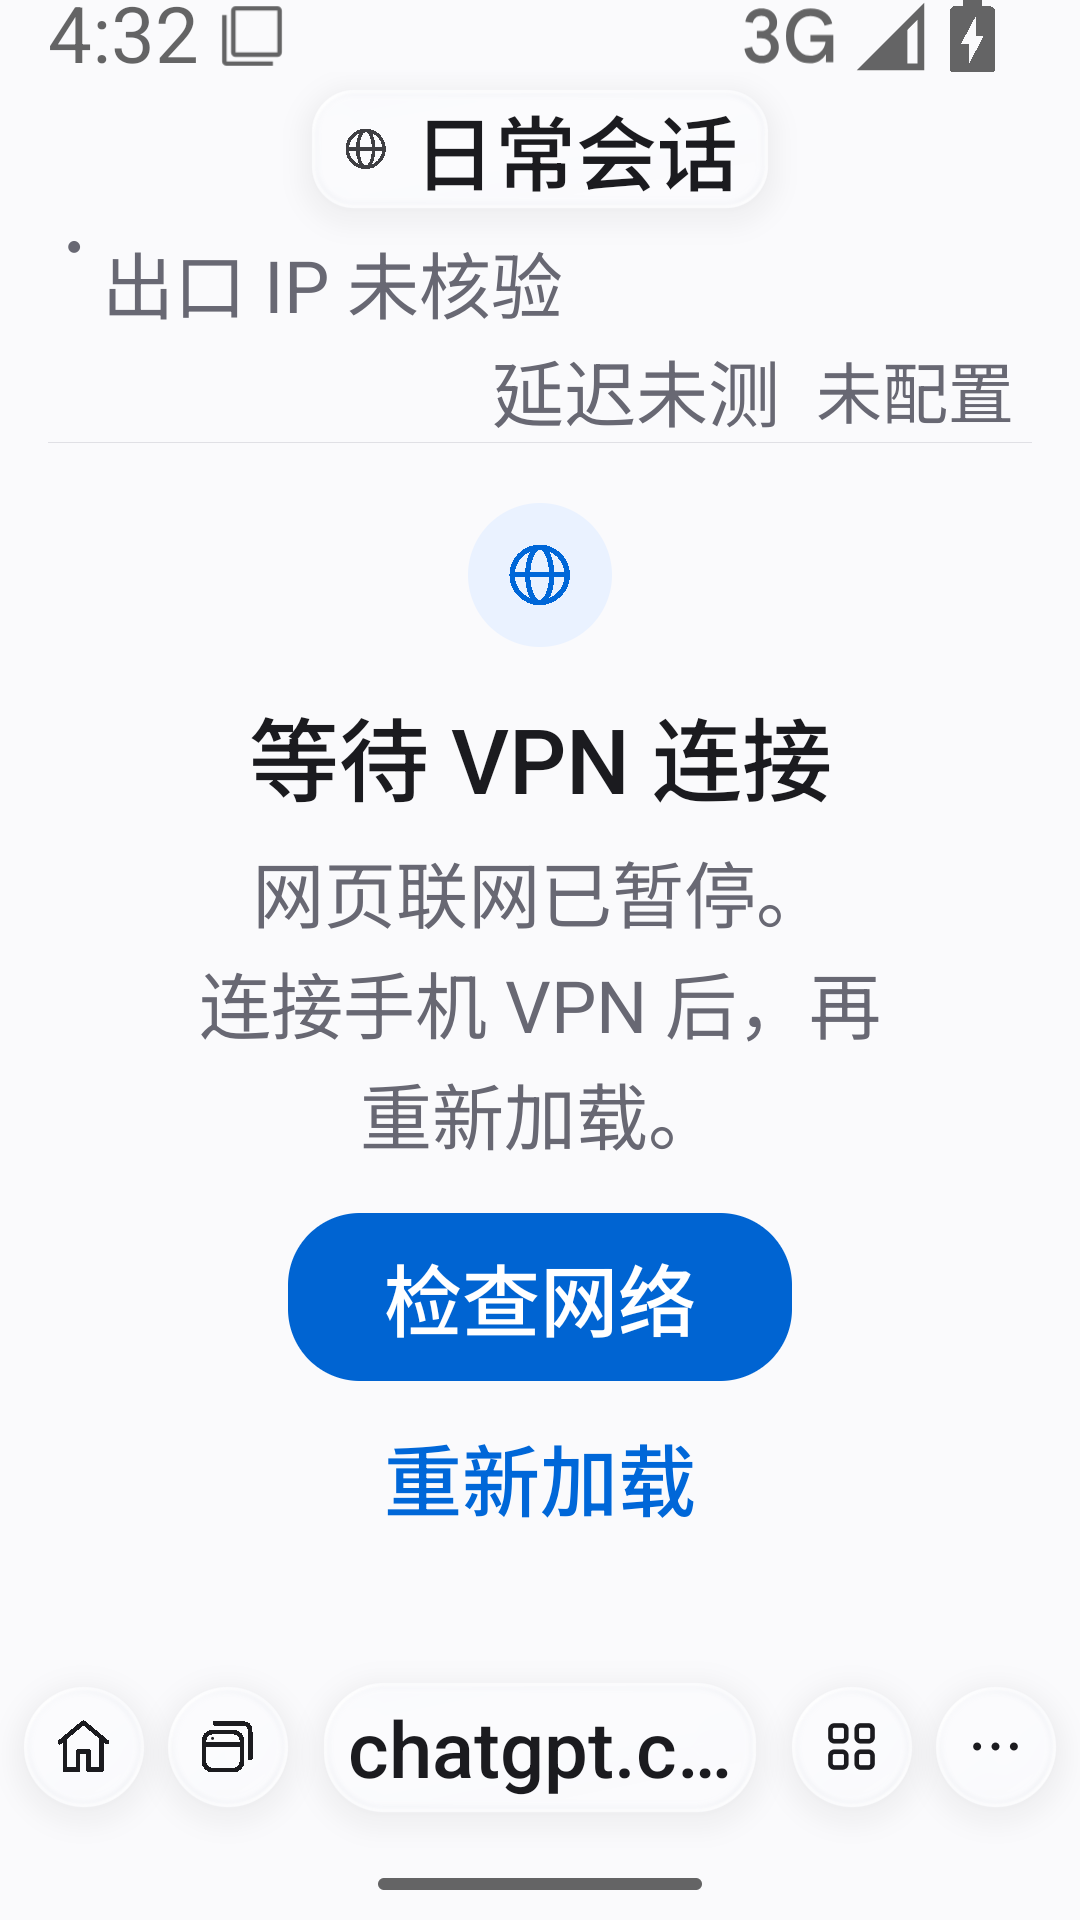 4:32 3G
日常会话
出口 IP 未核验
延迟未测 未配置
等待 VPN 连接
网页联网已暂停。
连接手机 VPN 后，再
重新加载。
检查网络
重新加载
chatgpt.c...